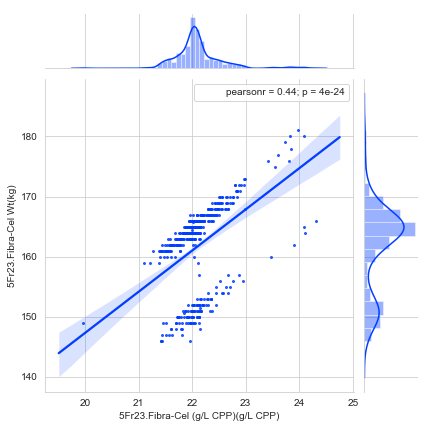 pearsonr = 0.44; p = 4e-24
180
170
160
150
140
5Fr23.Fibra-Cel Wt(kg)
20 21 22 23 24 25
5Fr23.Fibra-Cel (g/L CPP)(g/L CPP)